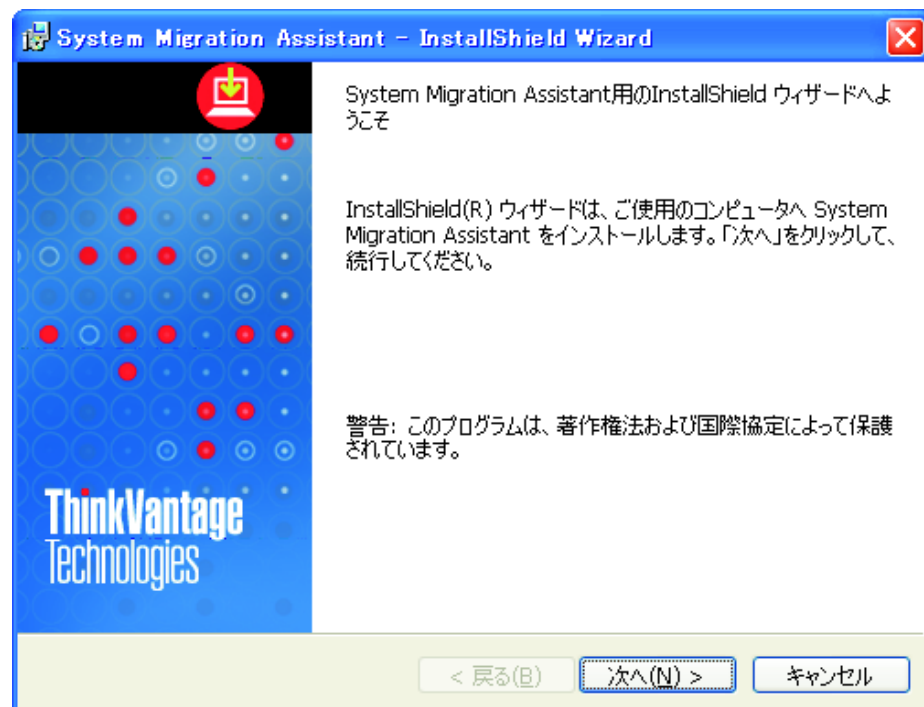 System Migration Assistant - InstallShield Wizard
System Migration Assistant用のInstallShield ウィザードへよ
うこそ
InstallShield(R) ウィザードは、ご使用のコンピュータへ System
Migration Assistant をインストールします。「次へ」をクリックして、
続行してください。
警告: このプログラムは、著作権法および国際協定によって保護
されています。
ThinkVantage
Technologies
< 戻る(B)
次へ(N) >
キャンセル